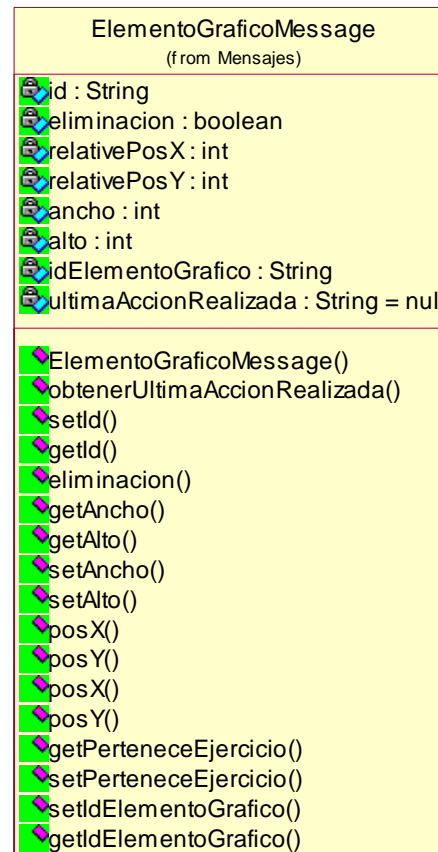 ElementoGraficoMessage
(from Mensajes)
id : String
eliminacion : boolean
relativePosX : int
relativePosY : int
ancho : int
alto : int
idElementoGrafico : String
ultimaAccionRealizada : String = nul
ElementoGraficoMessage()
obtenerUltimaAccionRealizada()
setId()
getId()
eliminacion()
getAncho()
getAlto()
setAncho()
setAlto()
posX()
posY()
posX()
posY()
getPerteneceEjercicio()
setPerteneceEjercicio()
setIdElementoGrafico()
getIdElementoGrafico()